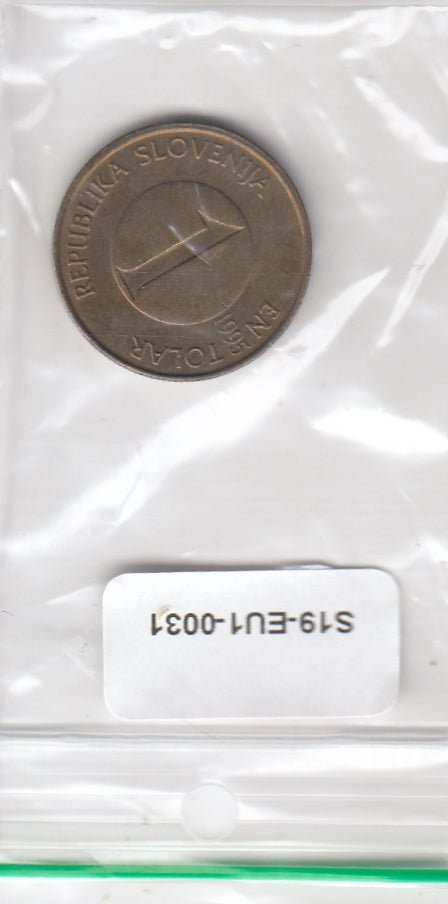 REPUBLIKA SLOVENIJA
1
1995
EN TOLAR
S19-EU1-0031